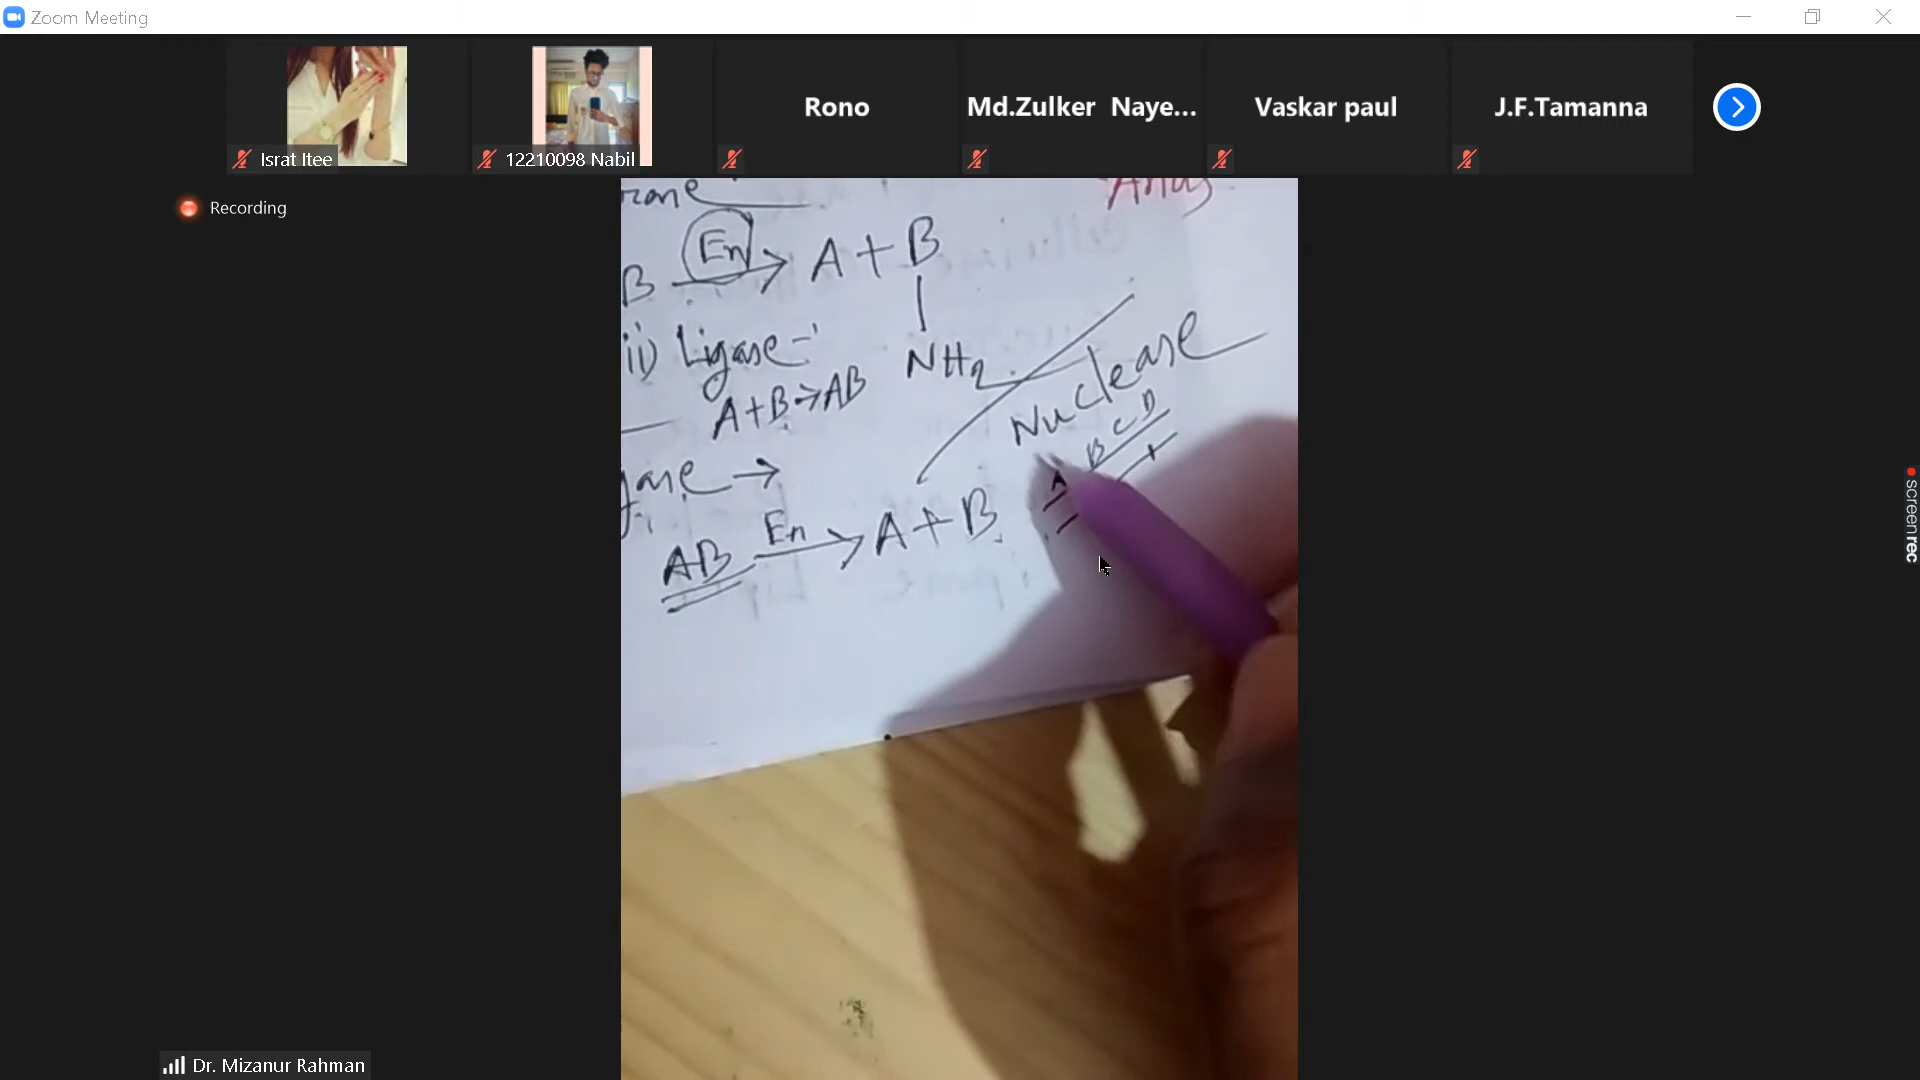 Zoom Meeting
Israt Itee
12210098 Nabil
Rono
Md.Zulker Naye...
Vaskar paul
J.F.Tamanna
Recording
B En → A + B
NH2
ii) Ligase -
A + B → AB
Nuclease
A B C D
→
AB En → A + B
screenrec
Dr. Mizanur Rahman